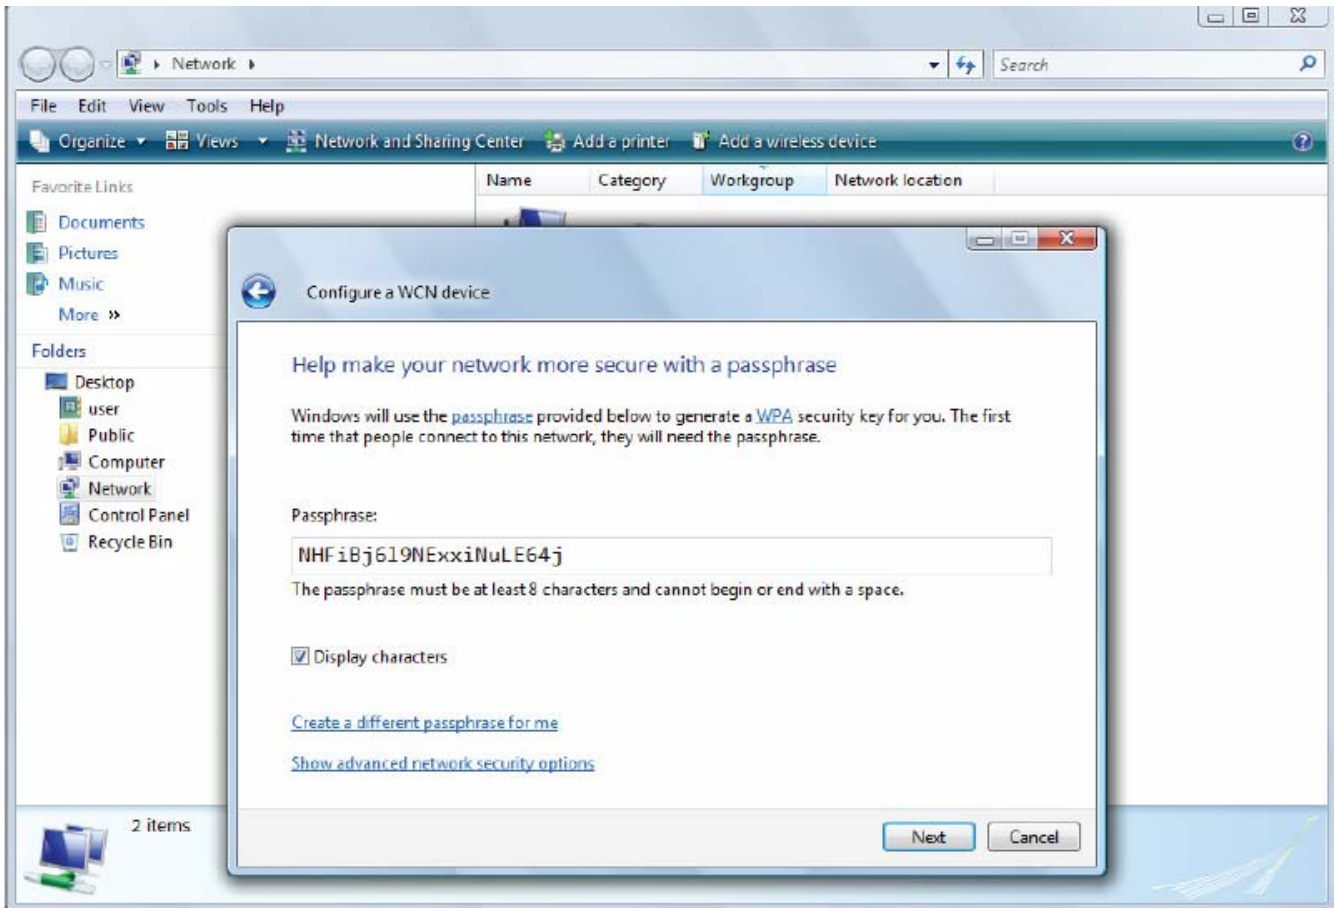 Network
Search
File Edit View Tools Help
Organize Views Network and Sharing Center Add a printer Add a wireless device
Favorite Links
Name Category Workgroup Network location
Documents
Pictures
Music
More »
Folders
Desktop
user
Public
Computer
Network
Control Panel
Recycle Bin
Configure a WCN device
Help make your network more secure with a passphrase
Windows will use the passphrase provided below to generate a WPA security key for you. The first
time that people connect to this network, they will need the passphrase.
Passphrase:
NHFiBj6l9NExxiNuLE64j
The passphrase must be at least 8 characters and cannot begin or end with a space.
Display characters
Create a different passphrase for me
Show advanced network security options
Next Cancel
2 items